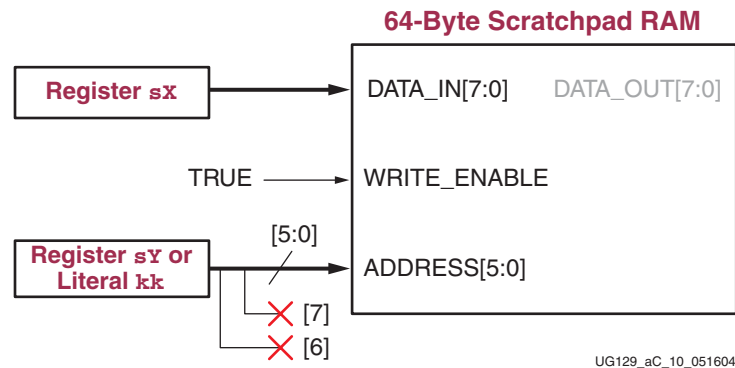 64-Byte Scratchpad RAM
Register sX
DATA_IN[7:0]
DATA_OUT[7:0]
TRUE
WRITE_ENABLE
Register sY or
Literal kk
[5:0]
ADDRESS[5:0]
[7]
[6]
UG129_aC_10_051604